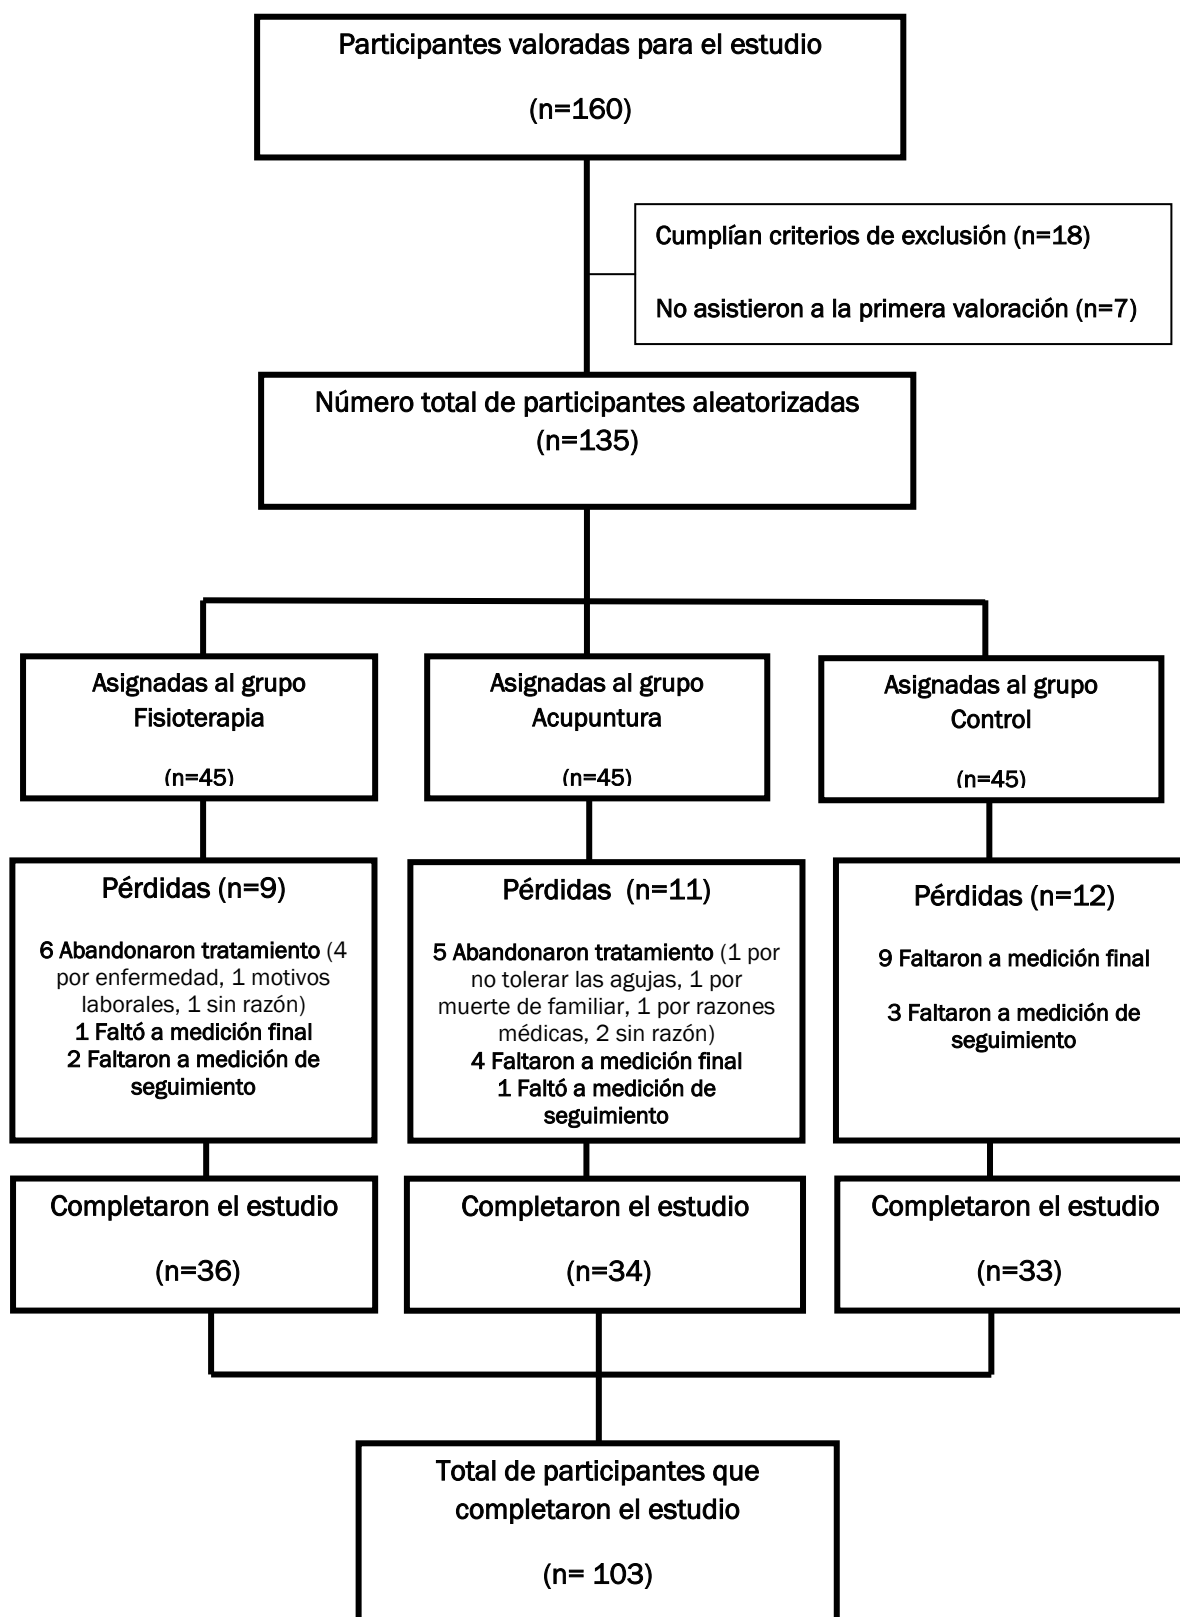 Participantes valoradas para el estudio
(n=160)
Cumplían criterios de exclusión (n=18)
No asistieron a la primera valoración (n=7)
Número total de participantes aleatorizadas
(n=135)
Asignadas al grupo
Fisioterapia
(n=45)
Asignadas al grupo
Acupuntura
(n=45)
Asignadas al grupo
Control
(n=45)
Pérdidas (n=9)
6 Abandonaron tratamiento (4
por enfermedad, 1 motivos
laborales, 1 sin razón)
1 Faltó a medición final
2 Faltaron a medición de
seguimiento
Pérdidas  (n=11)
5 Abandonaron tratamiento (1 por
no tolerar las agujas, 1 por
muerte de familiar, 1 por razones
médicas, 2 sin razón)
4 Faltaron a medición final
1 Faltó a medición de
seguimiento
Pérdidas (n=12)
9 Faltaron a medición final
3 Faltaron a medición de
seguimiento
Completaron el estudio
(n=36)
Completaron el estudio
(n=34)
Completaron el estudio
(n=33)
Total de participantes que
completaron el estudio
(n= 103)